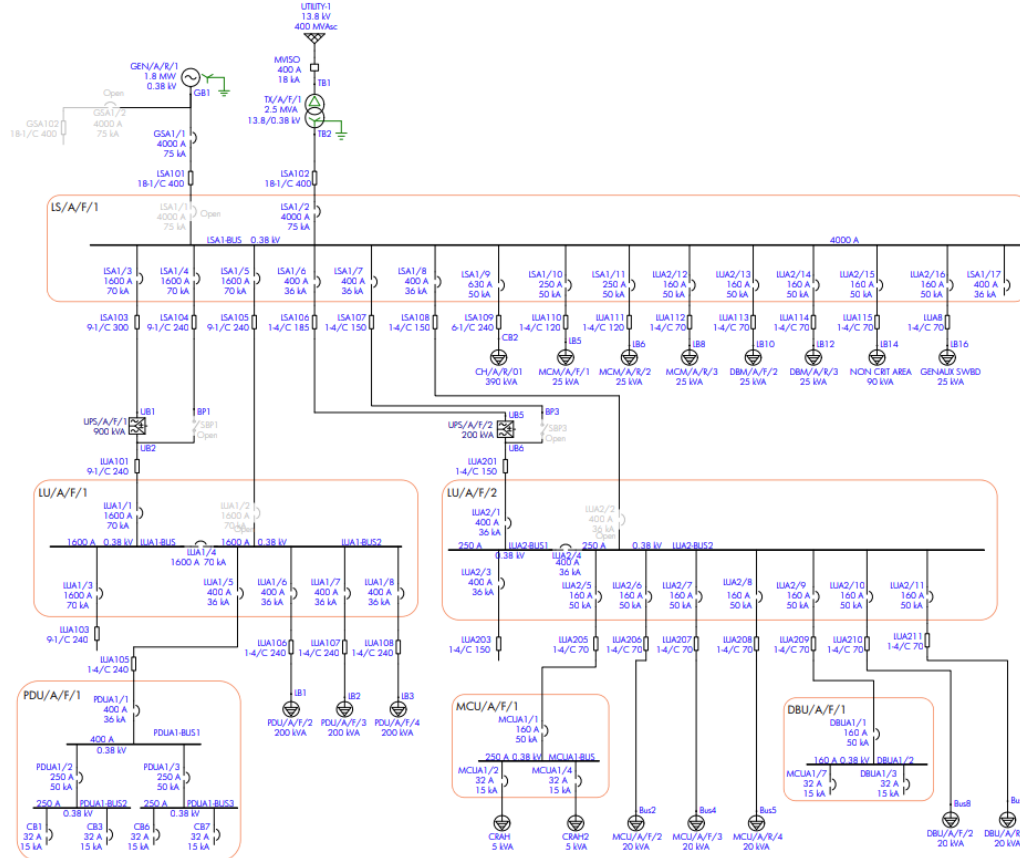 UTILITY-1
13.8 kV
400 MVAsc
MVISO
400 A
18 kA
TB1
TX/A/F/1
2.5 MVA
13.8/0.38 kV
TB2
GEN/A/R/1
1.8 MW
0.38 kV
GB1
Open
GSA1/2
4000 A
75 kA
GSA102
18-1/C 400
GSA1/1
4000 A
75 kA
LSA101
18-1/C 400
LSA102
18-1/C 400
LS/A/F/1
LSA1/1
4000 A
75 kA
Open
LSA1/2
4000 A
75 kA
LSA1-BUS 0.38 kV
4000 A
LSA1/3
1600 A
70 kA
LSA1/4
1600 A
70 kA
LSA1/5
1600 A
70 kA
LSA1/6
400 A
36 kA
LSA1/7
400 A
36 kA
LSA1/8
400 A
36 kA
LSA1/9
630 A
50 kA
LSA1/10
250 A
50 kA
LSA1/11
250 A
50 kA
LUA2/12
160 A
50 kA
LUA2/13
160 A
50 kA
LUA2/14
160 A
50 kA
LUA2/15
160 A
50 kA
LUA2/16
160 A
50 kA
LSA1/17
400 A
36 kA
LSA103
9-1/C 300
LSA104
9-1/C 240
LSA105
9-1/C 240
LSA106
1-4/C 185
LSA107
1-4/C 150
LSA108
1-4/C 150
LSA109
6-1/C 240
LUA110
1-4/C 120
LUA111
1-4/C 120
LUA112
1-4/C 70
LUA113
1-4/C 70
LUA114
1-4/C 70
LUA115
1-4/C 70
LUA8
1-4/C 70
CB2
CH/A/R/01
390 kVA
LB5
MCM/A/F/1
25 kVA
LB6
MCM/A/R/2
25 kVA
LB8
MCM/A/R/3
25 kVA
LB10
DBM/A/F/2
25 kVA
LB12
DBM/A/R/3
25 kVA
LB14
NON CRIT AREA
90 kVA
LB16
GENAUX SWBD
25 kVA
UB1
UPS/A/F/1
900 kVA
UB2
BP1
SBP1
Open
UB5
UPS/A/F/2
200 kVA
UB6
BP3
SBP3
Open
LUA101
9-1/C 240
LUA201
1-4/C 150
LU/A/F/1
LUA1/1
1600 A
70 kA
LUA1/2
1600 A
70 kA
Open
1600 A 0.38 kV LUA1-BUS
LUA1/4
1600 A 70 kA
1600 A 0.38 kV LUA1-BUS2
LUA1/3
1600 A
70 kA
LUA1/5
400 A
36 kA
LUA1/6
400 A
36 kA
LUA1/7
400 A
36 kA
LUA1/8
400 A
36 kA
LUA103
9-1/C 240
LUA105
1-4/C 240
LUA106
1-4/C 240
LUA107
1-4/C 240
LUA108
1-4/C 240
LB1
PDU/A/F/2
200 kVA
LB2
PDU/A/F/3
200 kVA
LB3
PDU/A/F/4
200 kVA
LU/A/F/2
LUA2/1
400 A
36 kA
LUA2/2
400 A
36 kA
Open
250 A LUA2-BUS1
0.38 kV
LUA2/4
400 A
36 kA
250 A 0.38 kV LUA2-BUS2
LUA2/3
400 A
36 kA
LUA2/5
160 A
50 kA
LUA2/6
160 A
50 kA
LUA2/7
160 A
50 kA
LUA2/8
160 A
50 kA
LUA2/9
160 A
50 kA
LUA2/10
160 A
50 kA
LUA2/11
160 A
50 kA
LUA203
1-4/C 150
LUA205
1-4/C 70
LUA206
1-4/C 70
LUA207
1-4/C 70
LUA208
1-4/C 70
LUA209
1-4/C 70
LUA210
1-4/C 70
LUA211
1-4/C 70
PDU/A/F/1
PDUA1/1
400 A
36 kA
PDUA1-BUS1
400 A
0.38 kV
PDUA1/2
250 A
50 kA
PDUA1/3
250 A
50 kA
250 A PDUA1-BUS2
0.38 kV
250 A PDUA1-BUS3
0.38 kV
CB1
32 A
15 kA
CB3
32 A
15 kA
CB6
32 A
15 kA
CB7
32 A
15 kA
MCU/A/F/1
MCUA1/1
160 A
50 kA
250 A 0.38 kV MCUA1-BUS
MCUA1/2
32 A
15 kA
MCUA1/4
32 A
15 kA
CRAH
5 kVA
CRAH2
5 kVA
Bus2
MCU/A/F/2
20 kVA
Bus4
MCU/A/F/3
20 kVA
Bus5
MCU/A/R/4
20 kVA
DBU/A/F/1
DBUA1/1
160 A
50 kA
160 A 0.38 kV DBUA1/2
MCUA1/7
32 A
15 kA
DBUA1/3
32 A
15 kA
Bus8
DBU/A/F/2
20 kVA
DBU/A/R
20 kVA